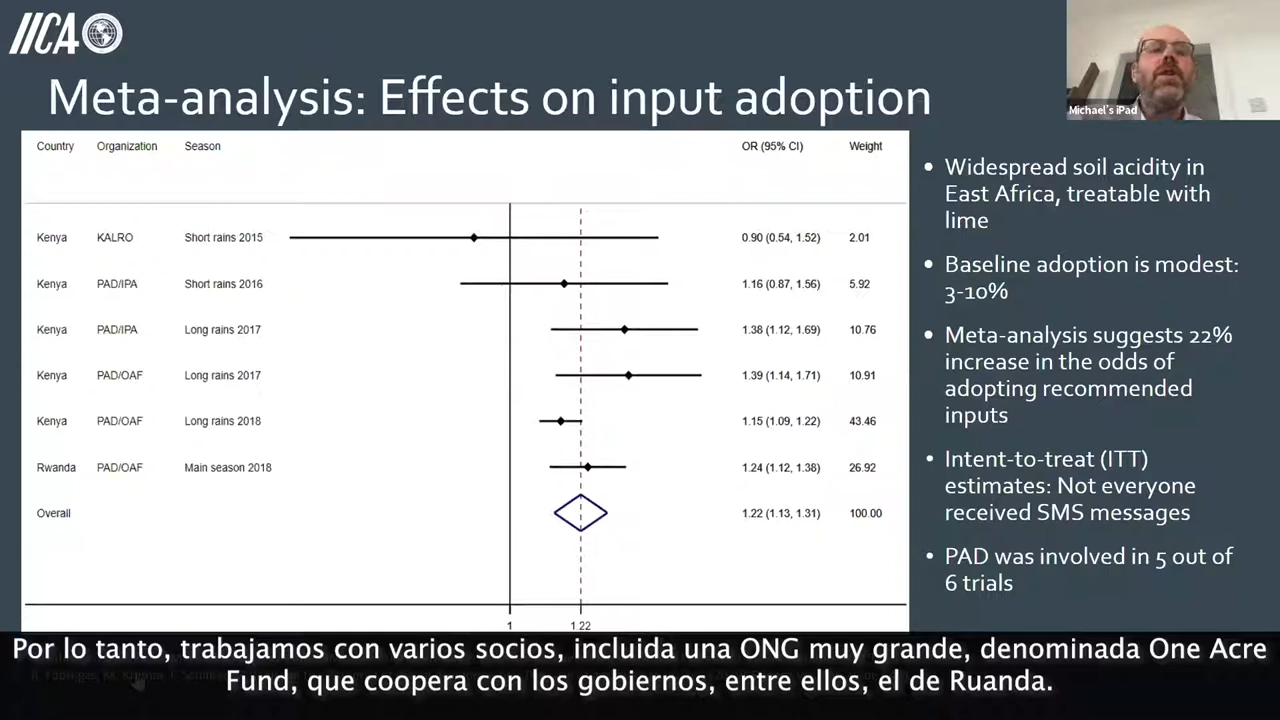 IICA
Michael's iPad
Meta-analysis: Effects on input adoption
Country Organization Season OR (95% CI) Weight
Kenya KALRO Short rains 2015 0.90 (0.54, 1.52) 2.01
Kenya PAD/IPA Short rains 2016 1.16 (0.87, 1.56) 5.92
Kenya PAD/IPA Long rains 2017 1.38 (1.12, 1.69) 10.76
Kenya PAD/OAF Long rains 2017 1.39 (1.14, 1.71) 10.91
Kenya PAD/OAF Long rains 2018 1.15 (1.09, 1.22) 43.46
Rwanda PAD/OAF Main season 2018 1.24 (1.12, 1.38) 26.92
Overall 1.22 (1.13, 1.31) 100.00
1 1.22
• Widespread soil acidity in
East Africa, treatable with
lime
• Baseline adoption is modest:
3-10%
• Meta-analysis suggests 22%
increase in the odds of
adopting recommended
inputs
• Intent-to-treat (ITT)
estimates: Not everyone
received SMS messages
• PAD was involved in 5 out of
6 trials
Por lo tanto, trabajamos con varios socios, incluida una ONG muy grande, denominada One Acre
Fund, que coopera con los gobiernos, entre ellos, el de Ruanda.